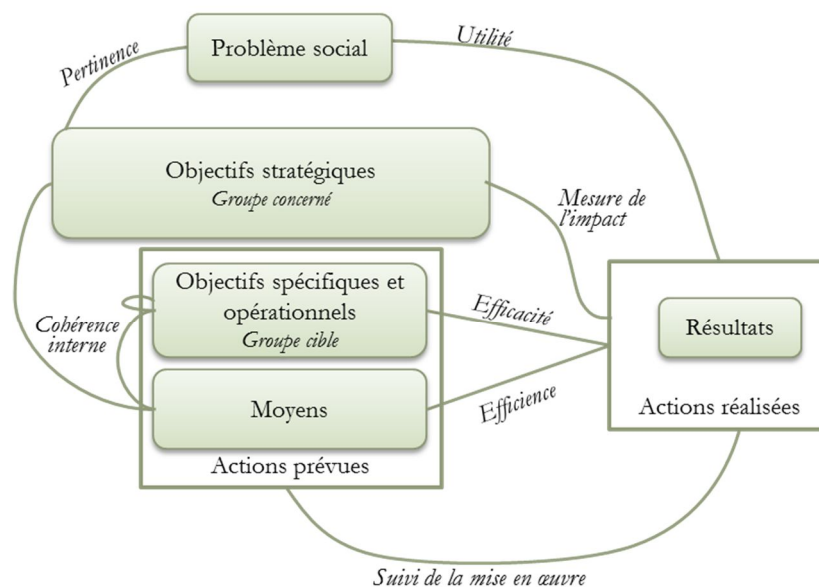 Problème social
Utilité
Pertinence
Objectifs stratégiques
Groupe concerné
Mesure de
l'impact
Objectifs spécifiques et
opérationnels
Groupe cible
Efficacité
Cohérence
interne
Résultats
Moyens
Efficience
Actions réalisées
Actions prévues
Suivi de la mise en œuvre